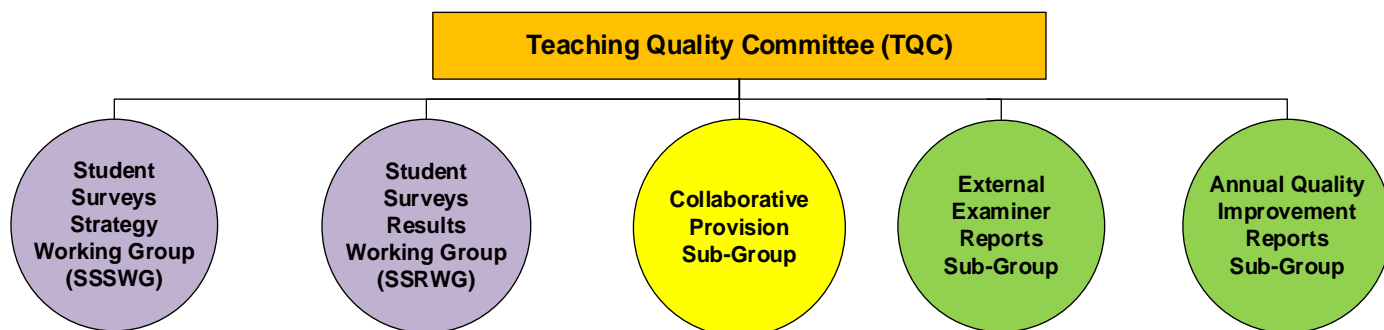 Teaching Quality Committee (TQC)
Student
Surveys
Strategy
Working Group
(SSSWG)
Student
Surveys
Results
Working Group
(SSRWG)
Collaborative
Provision
Sub-Group
External
Examiner
Reports
Sub-Group
Annual Quality
Improvement
Reports
Sub-Group